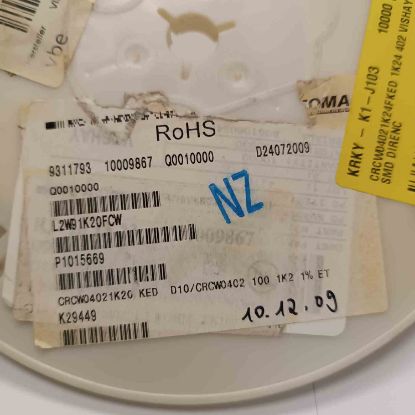 RoHS
9311793 10009867 Q0010000 D24072009
Q0010000
L2W91K20FCW
P1015669
CRCW04021K20 KED D10/CRCW0402 100 1K2 1% ET
K29449
NZ
10.12.09
KRKY - K1-J103
10000
CRCW04021K24FKED 1K24 402 VISHAY
SMD DIRENC